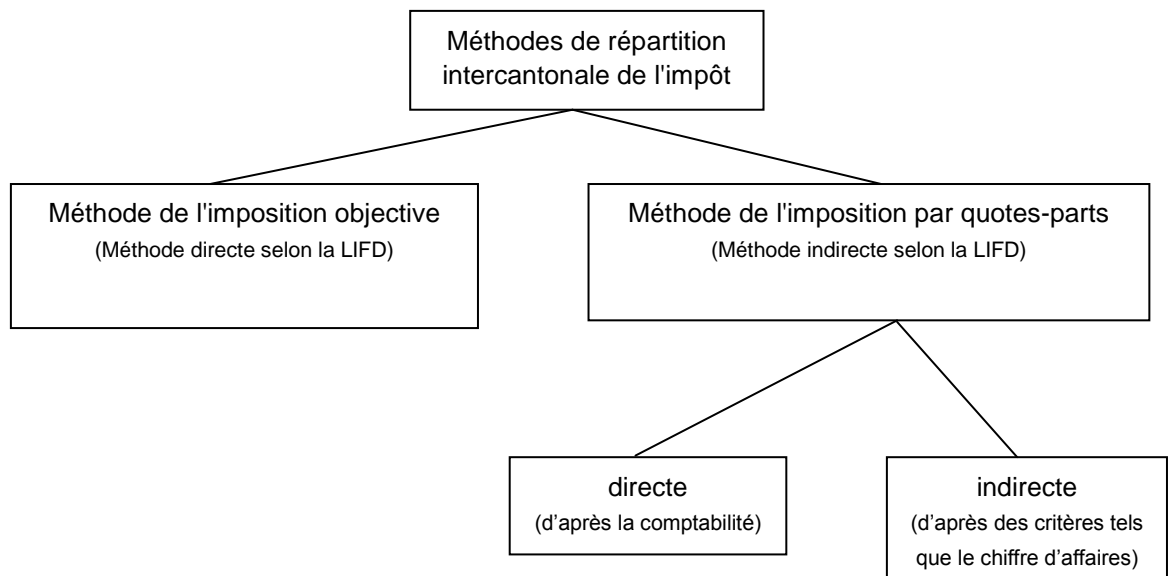 Méthodes de répartition
intercantonale de l'impôt
Méthode de l'imposition objective
(Méthode directe selon la LIFD)
Méthode de l'imposition par quotes-parts
(Méthode indirecte selon la LIFD)
directe
(d’après la comptabilité)
indirecte
(d’après des critères tels
que le chiffre d’affaires)